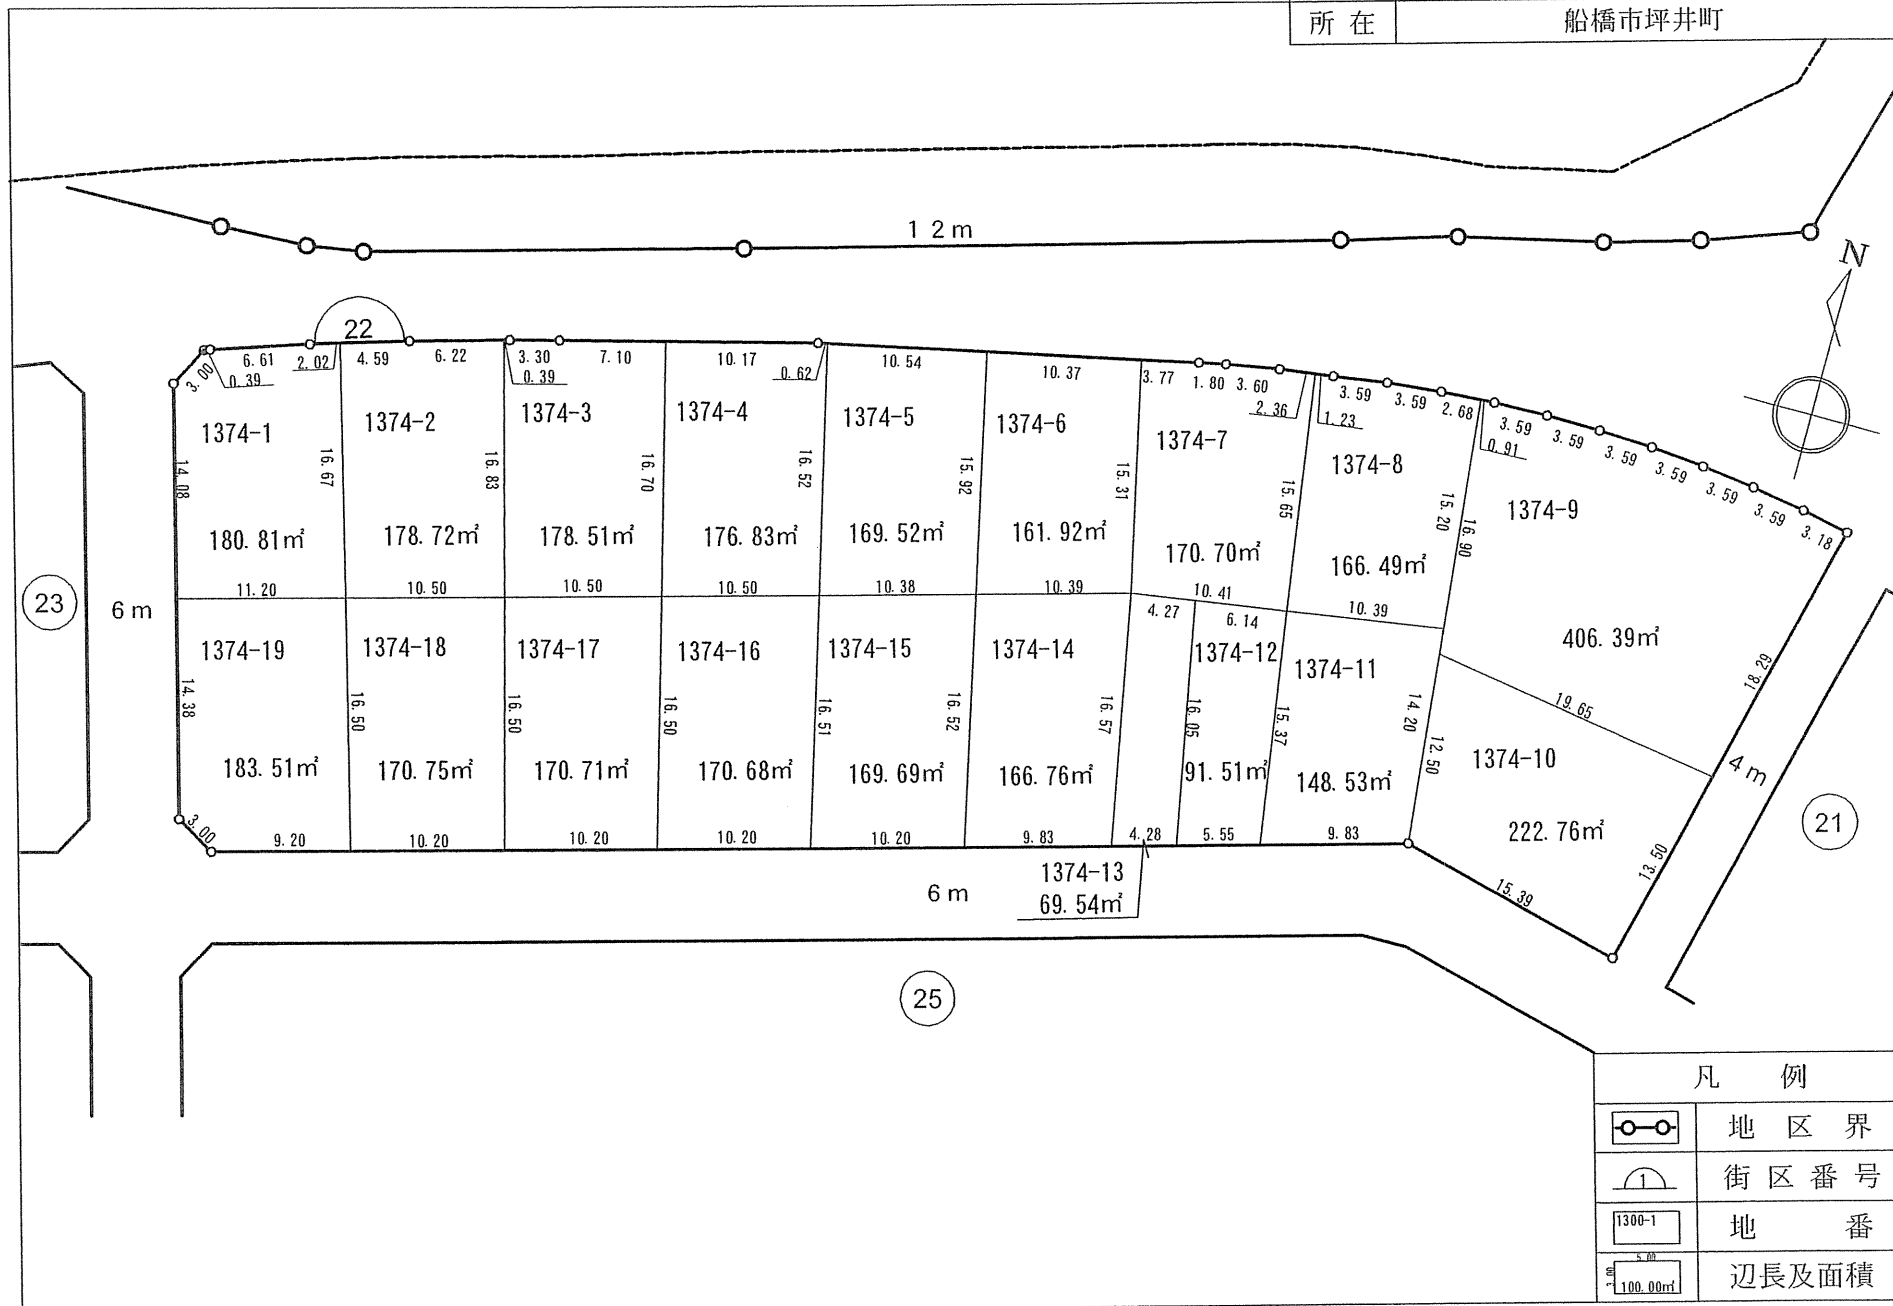 所在 船橋市坪井町
12m
N
22
6.61 2.02 4.59 6.22 3.30 7.10 10.17 10.54 10.37 3.77 1.80 3.60 3.59 3.59 2.68 3.59 3.59 3.59 3.59 3.59 3.59 3.18
3.00 0.39 0.39 0.62 2.36 1.23 0.91
1374-1 1374-2 1374-3 1374-4 1374-5 1374-6 1374-7 1374-8 1374-9
14.08 16.67 16.83 16.70 16.52 15.92 15.31 15.65 15.20 16.90
180.81㎡ 178.72㎡ 178.51㎡ 176.83㎡ 169.52㎡ 161.92㎡ 170.70㎡ 166.49㎡ 406.39㎡
23 6m
11.20 10.50 10.50 10.50 10.38 10.39 10.41 10.39
4.27 6.14
1374-19 1374-18 1374-17 1374-16 1374-15 1374-14 1374-12 1374-11
14.38 16.50 16.50 16.50 16.51 16.52 16.57 16.05 15.37 14.20 12.50 19.65 18.29
183.51㎡ 170.75㎡ 170.71㎡ 170.68㎡ 169.69㎡ 166.76㎡ 91.51㎡ 148.53㎡
1374-10
222.76㎡
4m
21
3.00 9.20 10.20 10.20 10.20 10.20 9.83 4.28 5.55 9.83 15.39 13.50
6m
1374-13
69.54㎡
25
凡例
地区界
1 街区番号
1300-1 地番
5.00
3.00 100.00㎡ 辺長及面積